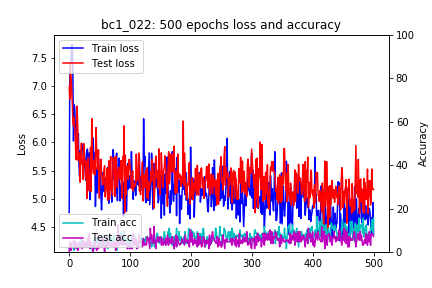 bc1_022: 500 epochs loss and accuracy
Train loss
Test loss
Train acc
Test acc
Loss
Accuracy
7.5
7.0
6.5
6.0
5.5
5.0
4.5
100
80
60
40
20
0
0
100
200
300
400
500